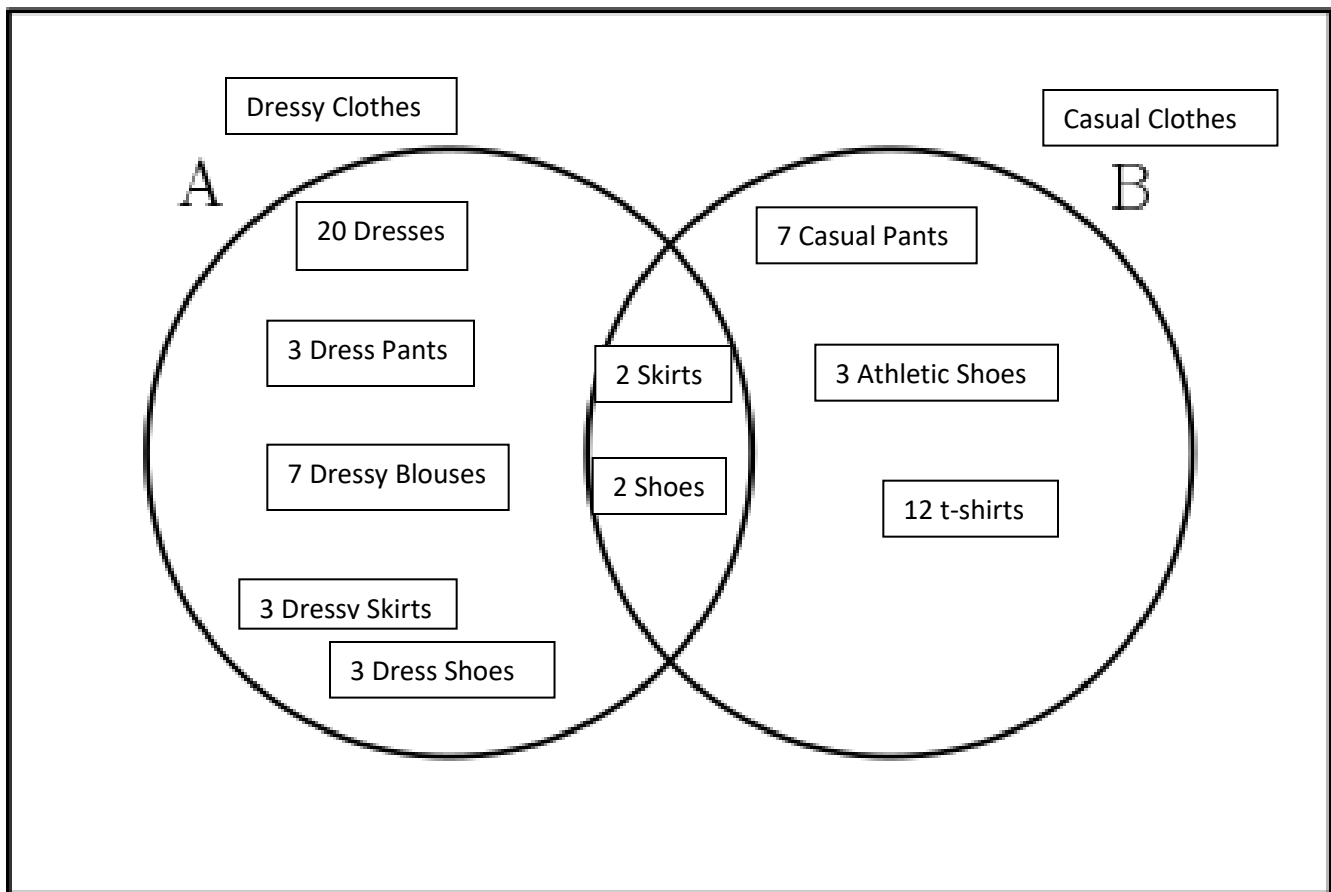 Dressy Clothes
Casual Clothes
A
B
20 Dresses
7 Casual Pants
3 Dress Pants
2 Skirts
3 Athletic Shoes
7 Dressy Blouses
2 Shoes
12 t-shirts
3 Dressy Skirts
3 Dress Shoes